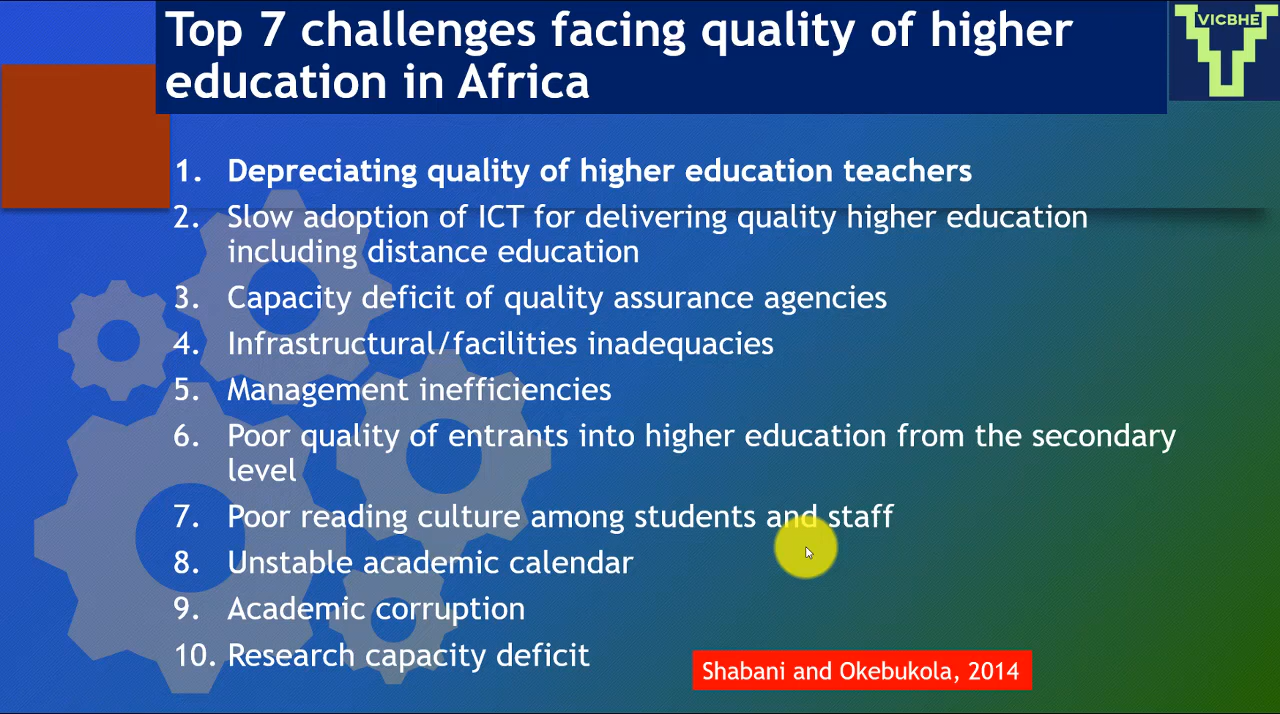 Top 7 challenges facing quality of higher
education in Africa
VICBHE
1. Depreciating quality of higher education teachers
2. Slow adoption of ICT for delivering quality higher education
including distance education
3. Capacity deficit of quality assurance agencies
4. Infrastructural/facilities inadequacies
5. Management inefficiencies
6. Poor quality of entrants into higher education from the secondary
level
7. Poor reading culture among students and staff
8. Unstable academic calendar
9. Academic corruption
10. Research capacity deficit
Shabani and Okebukola, 2014